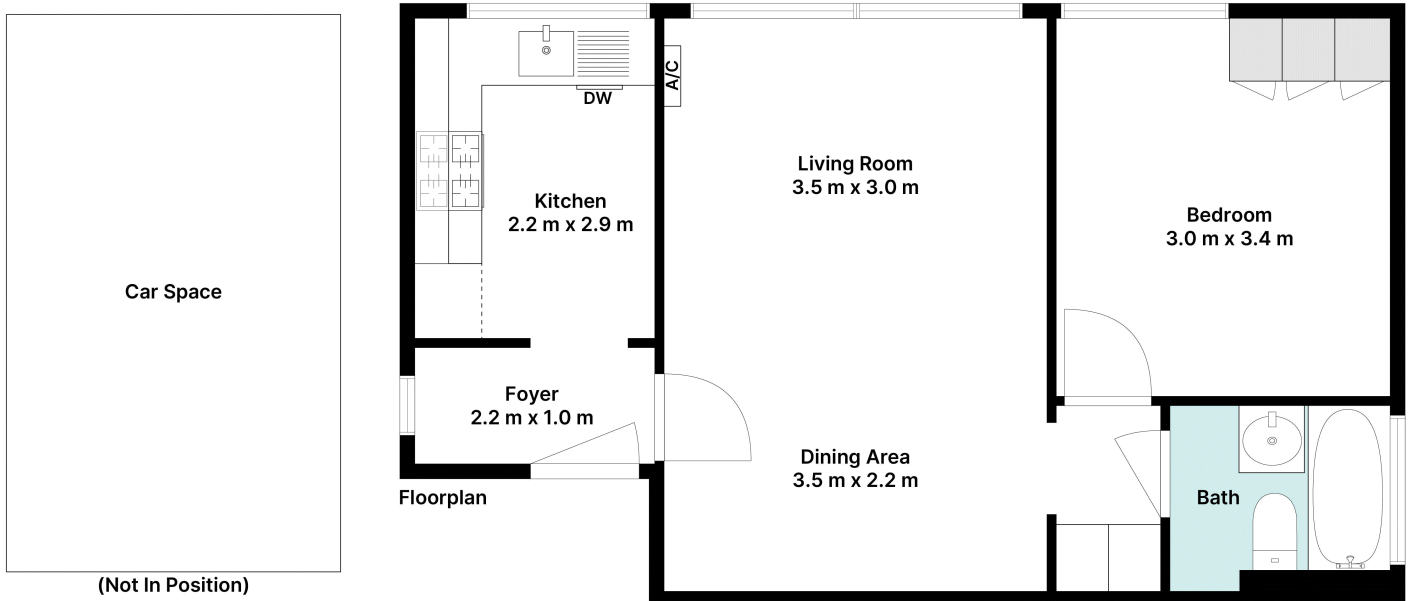 Car Space
(Not In Position)
DW
A/C
Kitchen
2.2 m x 2.9 m
Living Room
3.5 m x 3.0 m
Bedroom
3.0 m x 3.4 m
Foyer
2.2 m x 1.0 m
Dining Area
3.5 m x 2.2 m
Bath
Floorplan